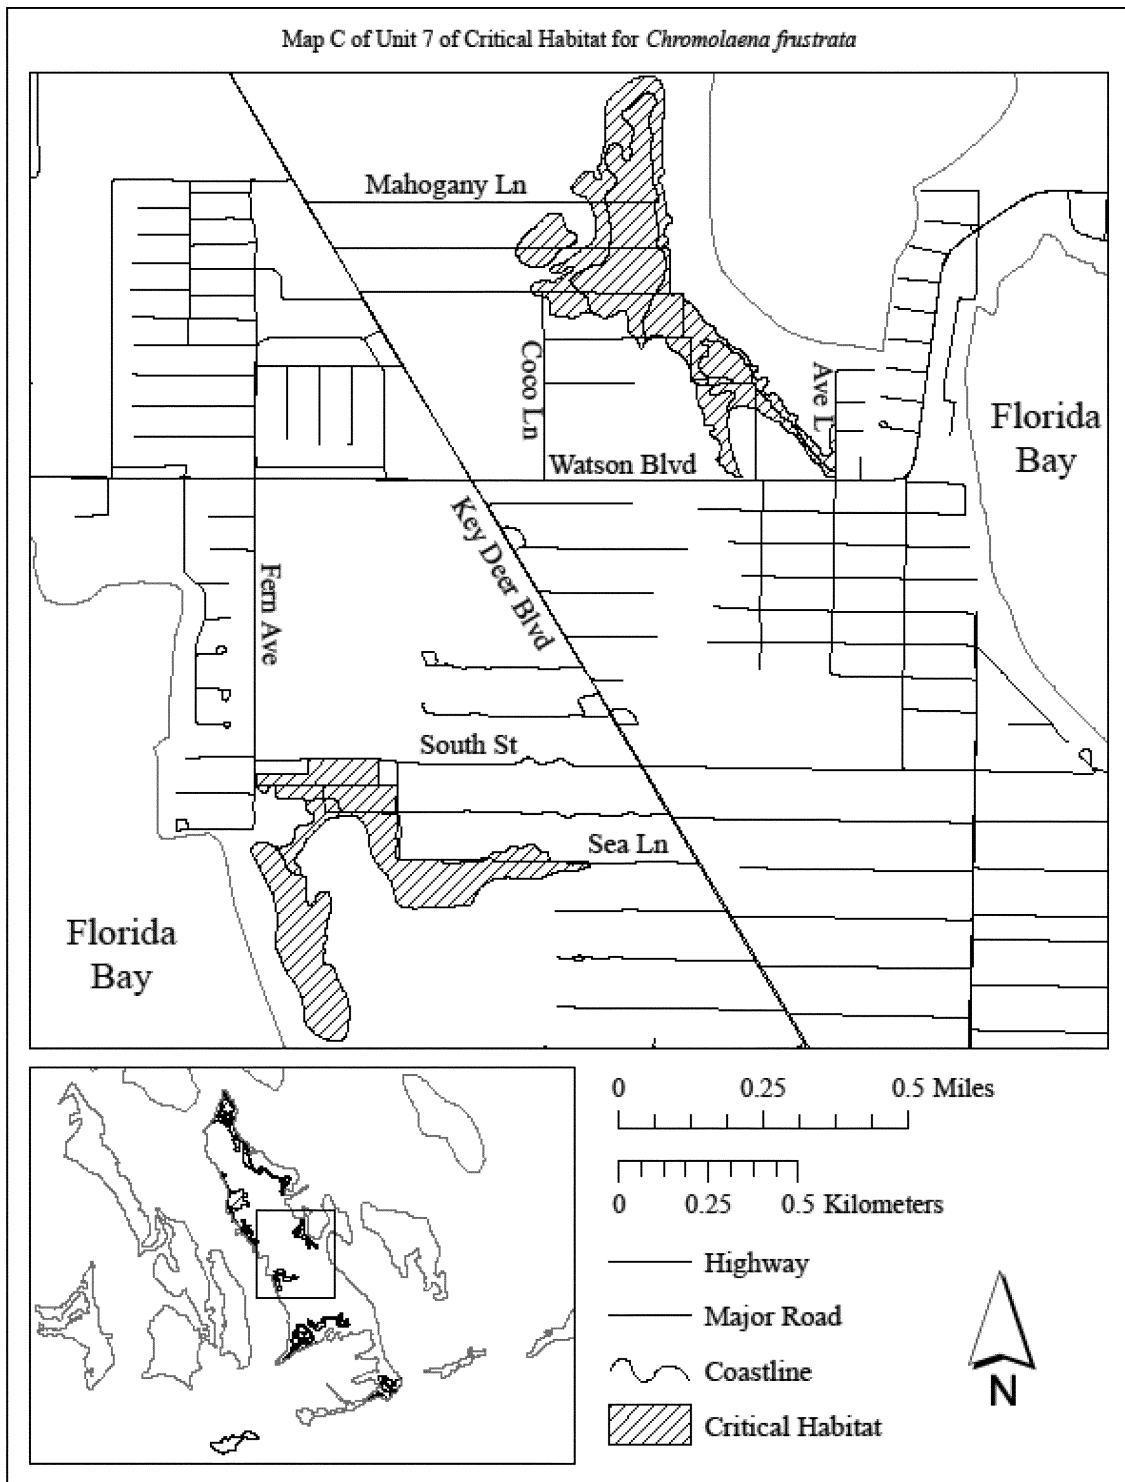 Map C of Unit 7 of Critical Habitat for Chromolaena frustrata
Mahogany Ln
Coco Ln
Ave L
Florida
Bay
Watson Blvd
Key Deer Blvd
Fern Ave
South St
Sea Ln
Florida
Bay
0 0.25 0.5 Miles
0 0.25 0.5 Kilometers
Highway
Major Road
Coastline
Critical Habitat
N